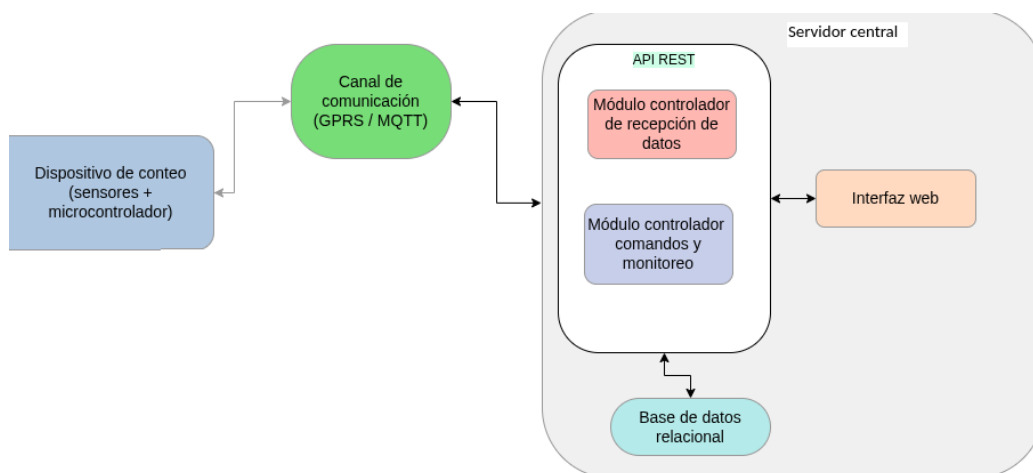 Servidor central
API REST
Canal de
comunicación
(GPRS / MQTT)
Módulo controlador
de recepción de
datos
Dispositivo de conteo
(sensores +
microcontrolador)
Interfaz web
Módulo controlador
comandos y
monitoreo
Base de datos
relacional